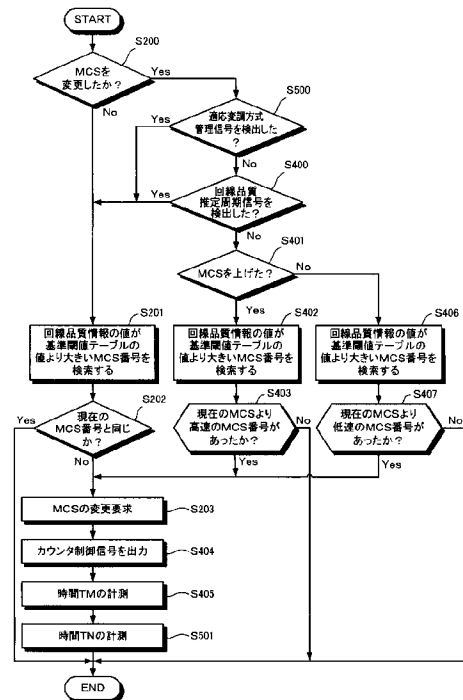 START
S200
MCSを
変更したか？
Yes
No
S500
適応変調方式
管理信号を検出した
？
Yes
No
S400
回線品質
推定周期信号を
検出した？
Yes
No
S401
MCSを上げた？
No
Yes
S201
回線品質情報の値が
基準閾値テーブルの
値より大きいMCS番号を
検索する
S402
回線品質情報の値が
基準閾値テーブルの
値より大きいMCS番号を
検索する
S406
回線品質情報の値が
基準閾値テーブルの
値より大きいMCS番号を
検索する
S202
現在の
MCS番号と同じ
か？
Yes
No
S403
現在のMCSより
高速のMCS番号が
あったか？
No
Yes
S407
現在のMCSより
低速のMCS番号が
あったか？
No
Yes
MCSの変更要求
S203
カウンタ制御信号を出力
S404
時間TMの計測
S405
時間TNの計測
S501
END